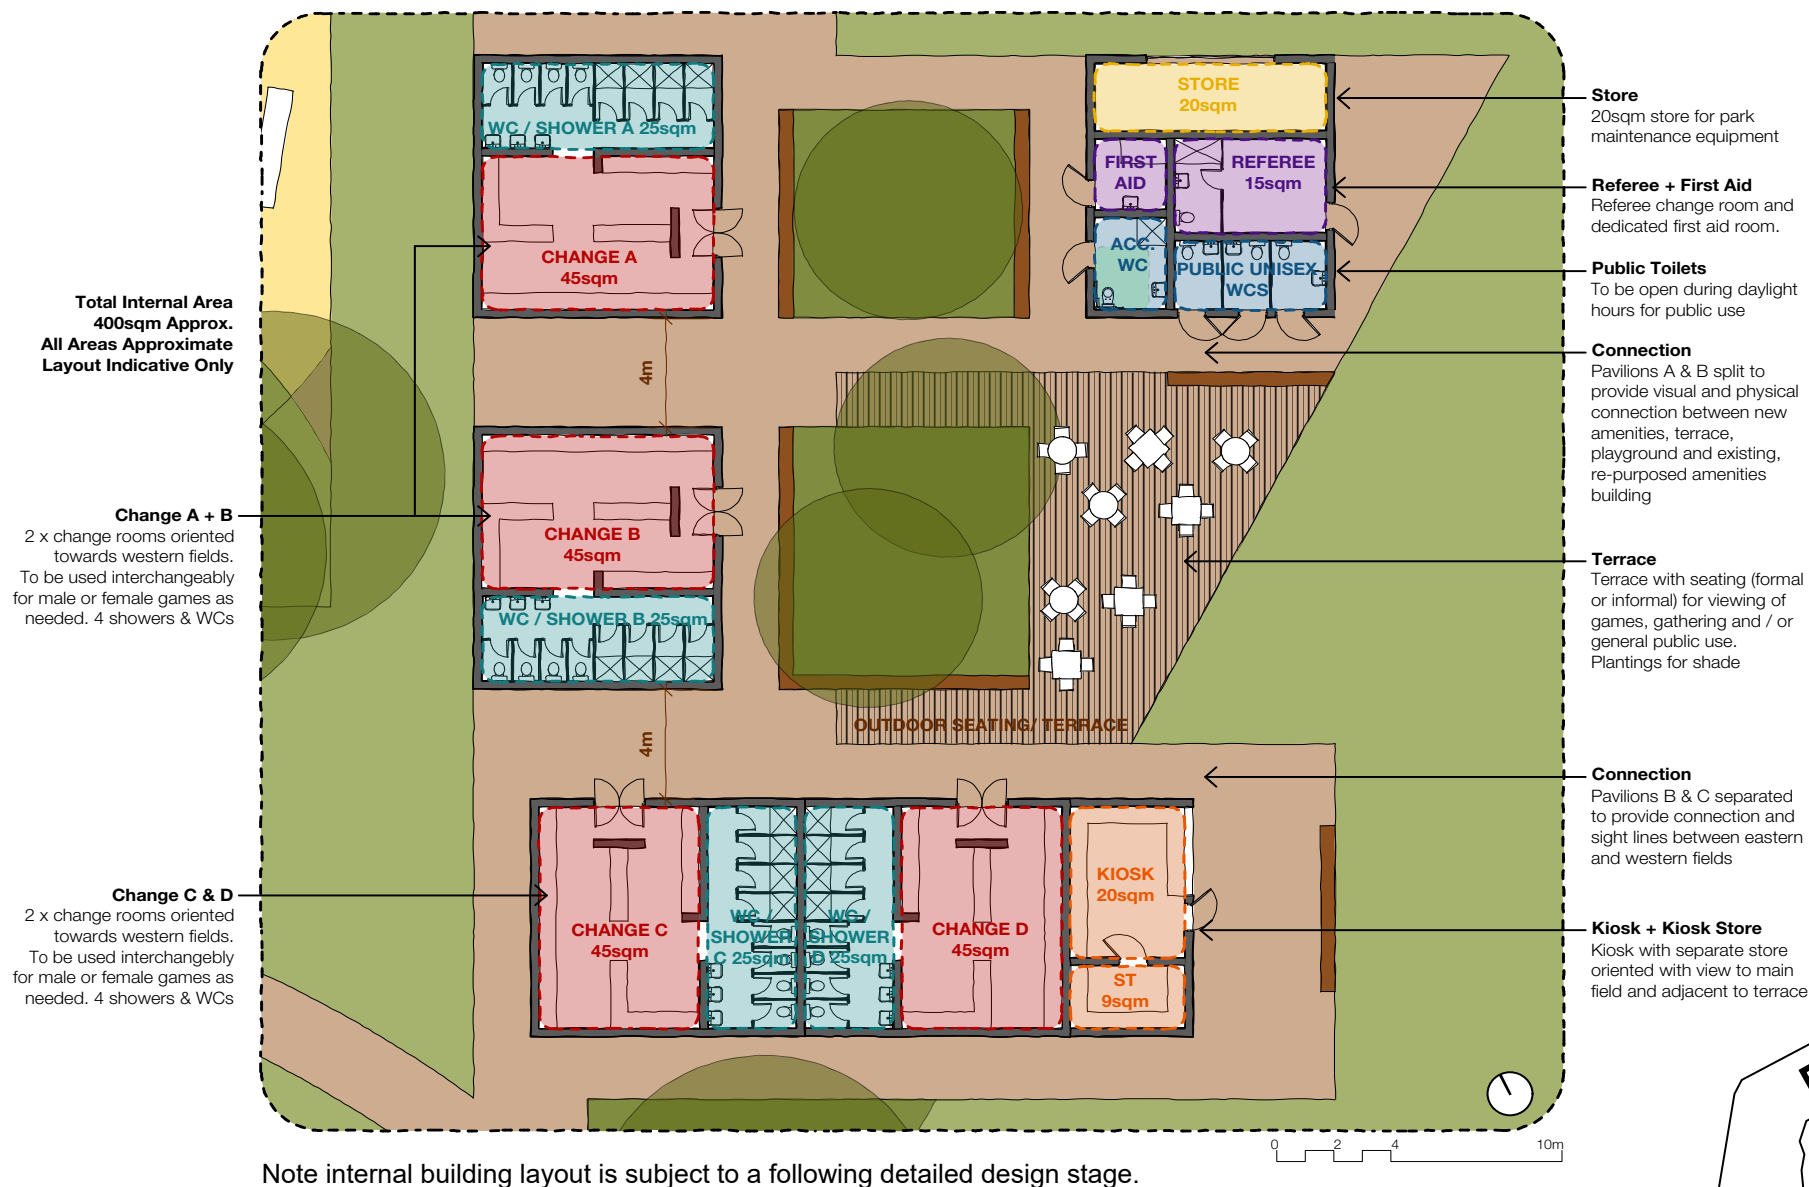 Total Internal Area
400sqm Approx.
All Areas Approximate
Layout Indicative Only
Change A + B
2 x change rooms oriented
towards western fields.
To be used interchangeably
for male or female games as
needed. 4 showers & WCs
Change C & D
2 x change rooms oriented
towards western fields.
To be used interchangebly
for male or female games as
needed. 4 showers & WCs
WC / SHOWER A 25sqm
CHANGE A
45sqm
4m
CHANGE B
45sqm
WC / SHOWER B 25sqm
4m
STORE
20sqm
FIRST
AID
REFEREE
15sqm
ACC.
WC
PUBLIC UNISEX
WCS
OUTDOOR SEATING/ TERRACE
CHANGE C
45sqm
WC /
SHOWER
C 25sqm
WC /
SHOWER
D 25sqm
CHANGE D
45sqm
KIOSK
20sqm
ST
9sqm
Store
20sqm store for park
maintenance equipment
Referee + First Aid
Referee change room and
dedicated first aid room.
Public Toilets
To be open during daylight
hours for public use
Connection
Pavilions A & B split to
provide visual and physical
connection between new
amenities, terrace,
playground and existing,
re-purposed amenities
building
Terrace
Terrace with seating (formal
or informal) for viewing of
games, gathering and / or
general public use.
Plantings for shade
Connection
Pavilions B & C separated
to provide connection and
sight lines between eastern
and western fields
Kiosk + Kiosk Store
Kiosk with separate store
oriented with view to main
field and adjacent to terrace
0 2 4 10m
Note internal building layout is subject to a following detailed design stage.